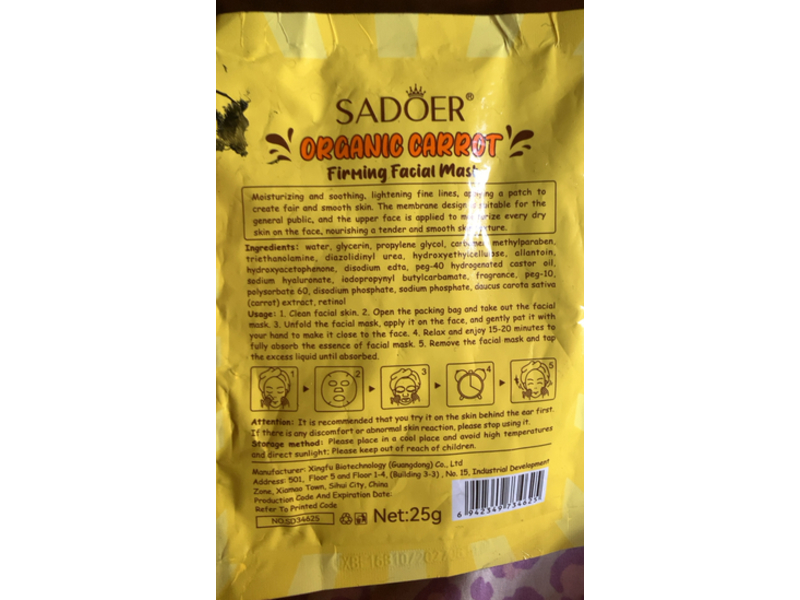 SADOER®
ORGANIC CARROT
Firming Facial Mask
Moisturizing and soothing, lightening fine lines, applying a patch to
create fair and smooth skin. The membrane design suitable for the
general public, and the upper face is applied to moisturize every dry
skin on the face, nourishing a tender and smooth skin texture.
Ingredients: water, glycerin, propylene glycol, carbomer, methylparaben,
triethanolamine, diazolidinyl urea, hydroxyethylcellulose, allantoin,
hydroxyacetophenone, disodium edta, peg-40 hydrogenated castor oil,
sodium hyaluronate, iodopropynyl butylcarbamate, fragrance, peg-10,
polysorbate 60, disodium phosphate, sodium phosphate, daucus carota sativa
(carrot) extract, retinol
Usage: 1. Clean facial skin. 2. Open the packing bag and take out the facial
mask. 3. Unfold the facial mask, apply it on the face, and gently pat it with
your hand to make it close to the face. 4. Relax and enjoy 15-20 minutes to
fully absorb the essence of facial mask. 5. Remove the facial mask and tap
the excess liquid until absorbed.
1 2 3 4 5
Attention: It is recommended that you try it on the skin behind the ear first.
If there is any discomfort or abnormal skin reaction, please stop using it.
Storage method: Please place in a cool place and avoid high temperatures
and direct sunlight; Please keep out of reach of children.
Manufacturer: Xingfu Biotechnology (Guangdong) Co., Ltd
Address: 501, Floor 5 and Floor 1-4, (Building 3-3) , No. 15, Industrial Development
Zone, Xiamao Town, Sihui City, China
Production Code And Expiration Date:
Refer To Printed Code
NO.SD34625
Net:25g
6 942349 734625